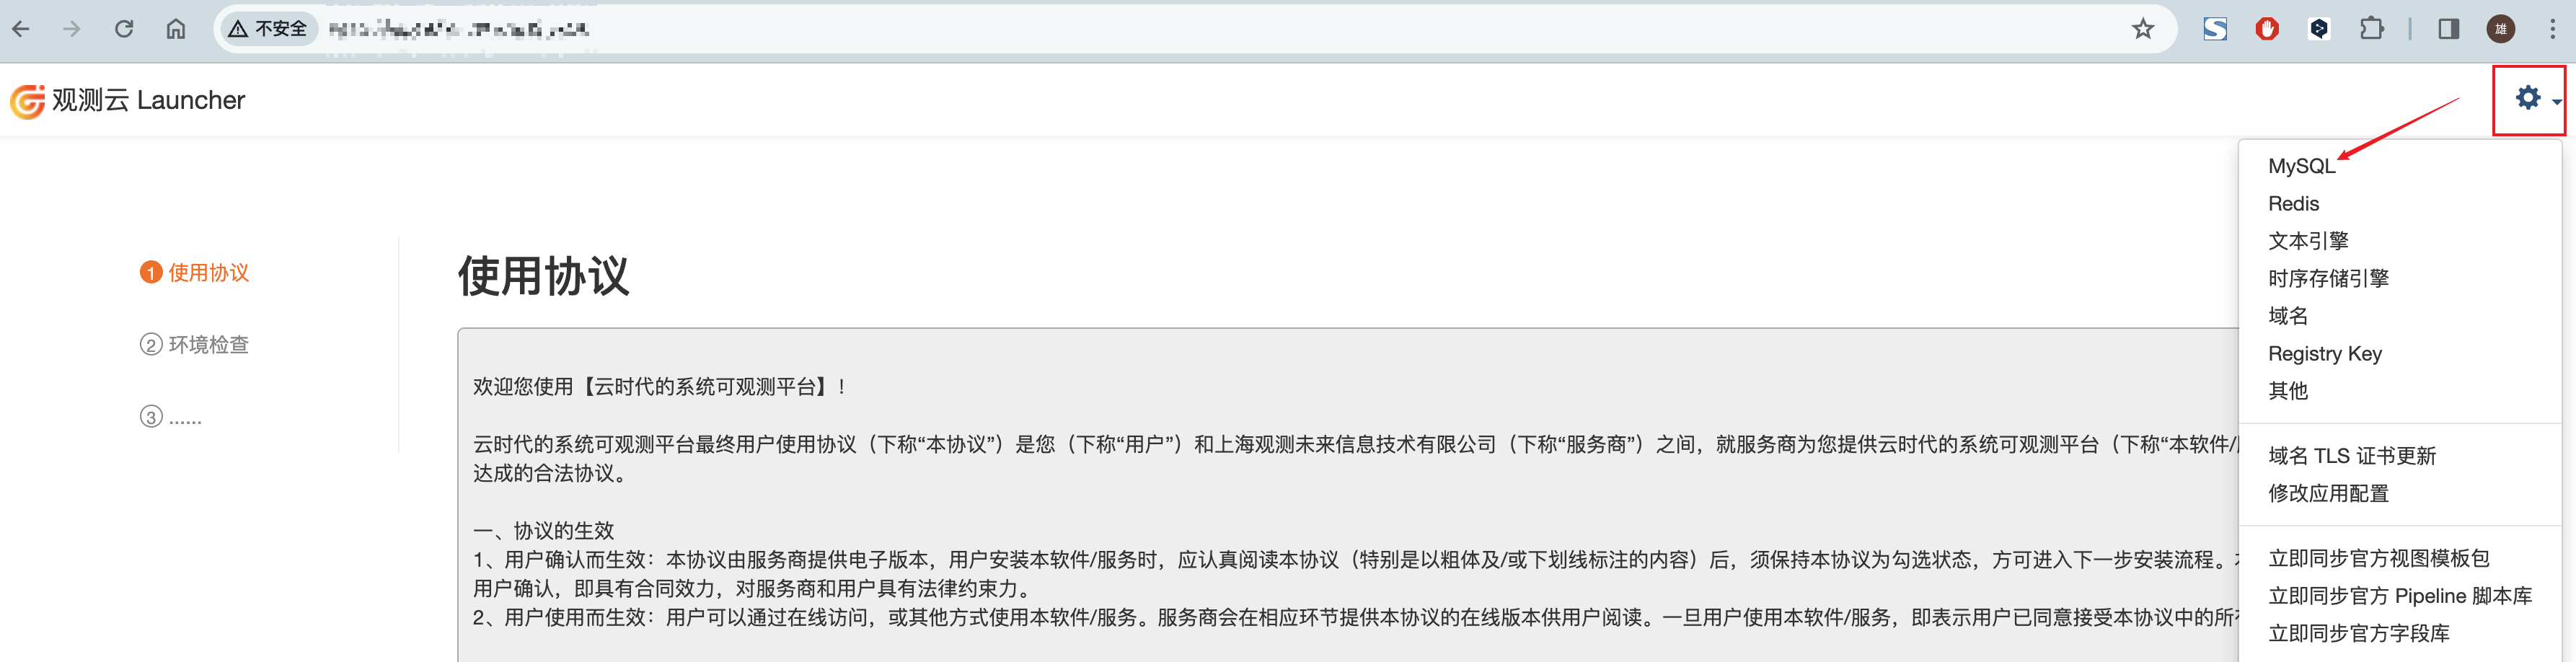 不安全
雄
观测云 Launcher
MySQL
Redis
文本引擎
时序存储引擎
域名
Registry Key
其他
域名 TLS 证书更新
修改应用配置
立即同步官方视图模板包
立即同步官方 Pipeline 脚本库
立即同步官方字段库
1 使用协议
2 环境检查
3 ......
使用协议
欢迎您使用【云时代的系统可观测平台】！
云时代的系统可观测平台最终用户使用协议（下称“本协议”）是您（下称“用户”）和上海观测未来信息技术有限公司（下称“服务商”）之间，就服务商为您提供云时代的系统可观测平台（下称“本软件/
达成的合法协议。
一、协议的生效
1、用户确认而生效：本协议由服务商提供电子版本，用户安装本软件/服务时，应认真阅读本协议（特别是以粗体及/或下划线标注的内容）后，须保持本协议为勾选状态，方可进入下一步安装流程。
用户确认，即具有合同效力，对服务商和用户具有法律约束力。
2、用户使用而生效：用户可以通过在线访问，或其他方式使用本软件/服务。服务商会在相应环节提供本协议的在线版本供用户阅读。一旦用户使用本软件/服务，即表示用户已同意接受本协议中的所